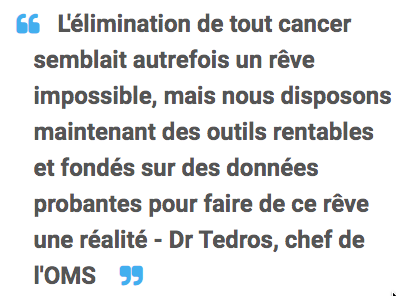 “ L'élimination de tout cancer
semblait autrefois un rêve
impossible, mais nous disposons
maintenant des outils rentables
et fondés sur des données
probantes pour faire de ce rêve
une réalité - Dr Tedros, chef de
l'OMS ”